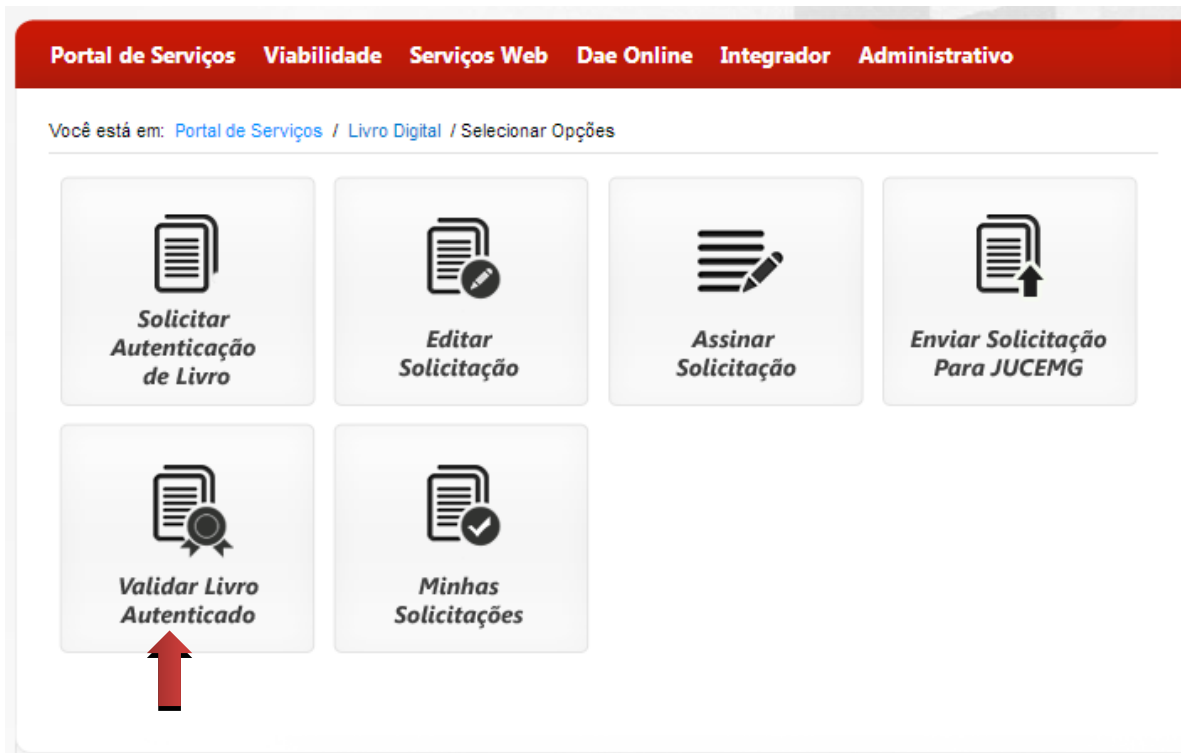 Portal de Serviços Viabilidade Serviços Web Dae Online Integrador Administrativo
Você está em: Portal de Serviços / Livro Digital / Selecionar Opções
Solicitar
Autenticação
de Livro
Editar
Solicitação
Assinar
Solicitação
Enviar Solicitação
Para JUCEMG
Validar Livro
Autenticado
Minhas
Solicitações